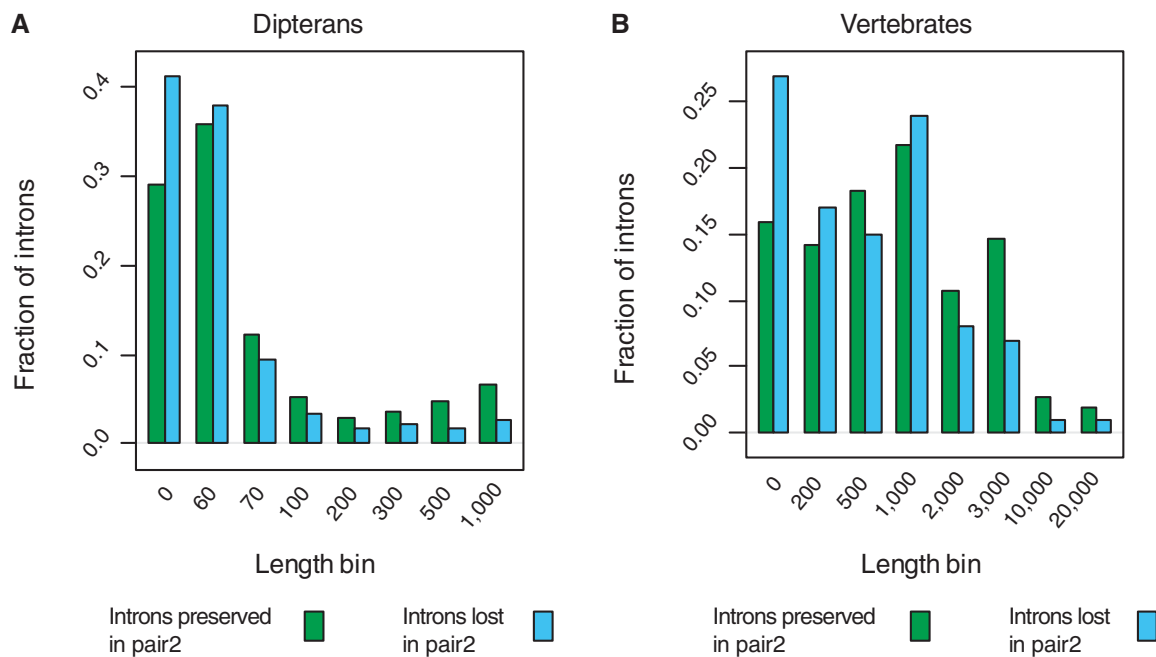 A
Dipterans
Fraction of introns
0.4
0.3
0.2
0.1
0.0
0
60
70
100
200
300
500
1,000
Length bin
Introns preserved
in pair2
Introns lost
in pair2
B
Vertebrates
Fraction of introns
0.25
0.20
0.15
0.10
0.05
0.00
0
200
500
1,000
2,000
3,000
10,000
20,000
Length bin
Introns preserved
in pair2
Introns lost
in pair2